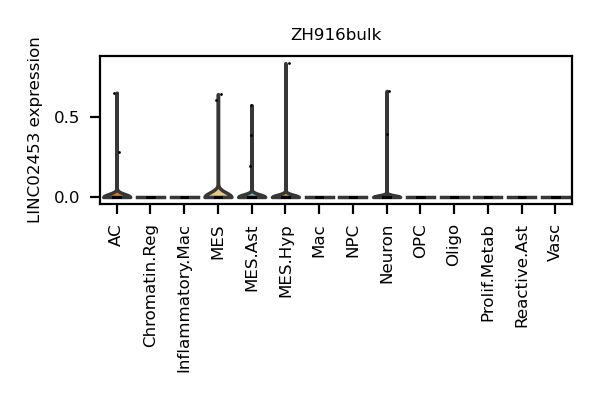 ZH916bulk
LINC02453 expression
0.5
0.0
AC
Chromatin.Reg
Inflammatory.Mac
MES
MES.Ast
MES.Hyp
Mac
NPC
Neuron
OPC
Oligo
Prolif.Metab
Reactive.Ast
Vasc